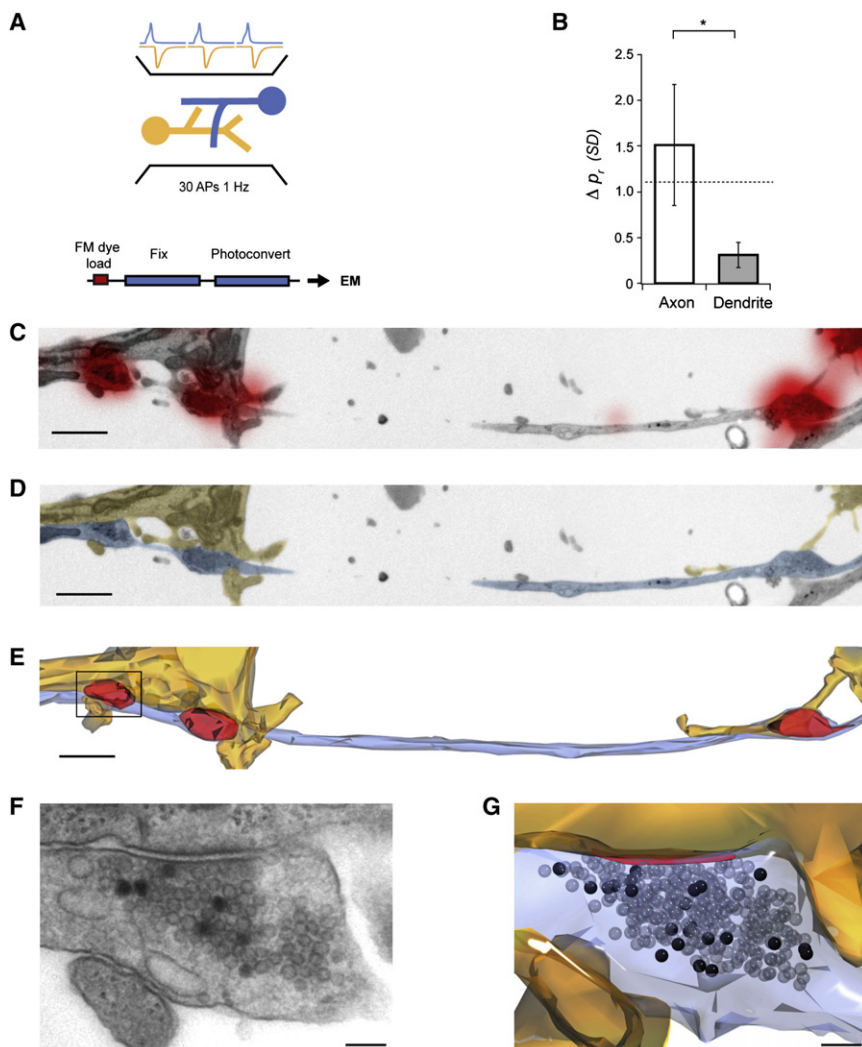 A
30 APs 1 Hz
FM dye
load
Fix
Photoconvert
EM
B
*
Δ pr (SD)
2.5
2.0
1.5
1.0
0.5
0
Axon
Dendrite
C
D
E
F
G